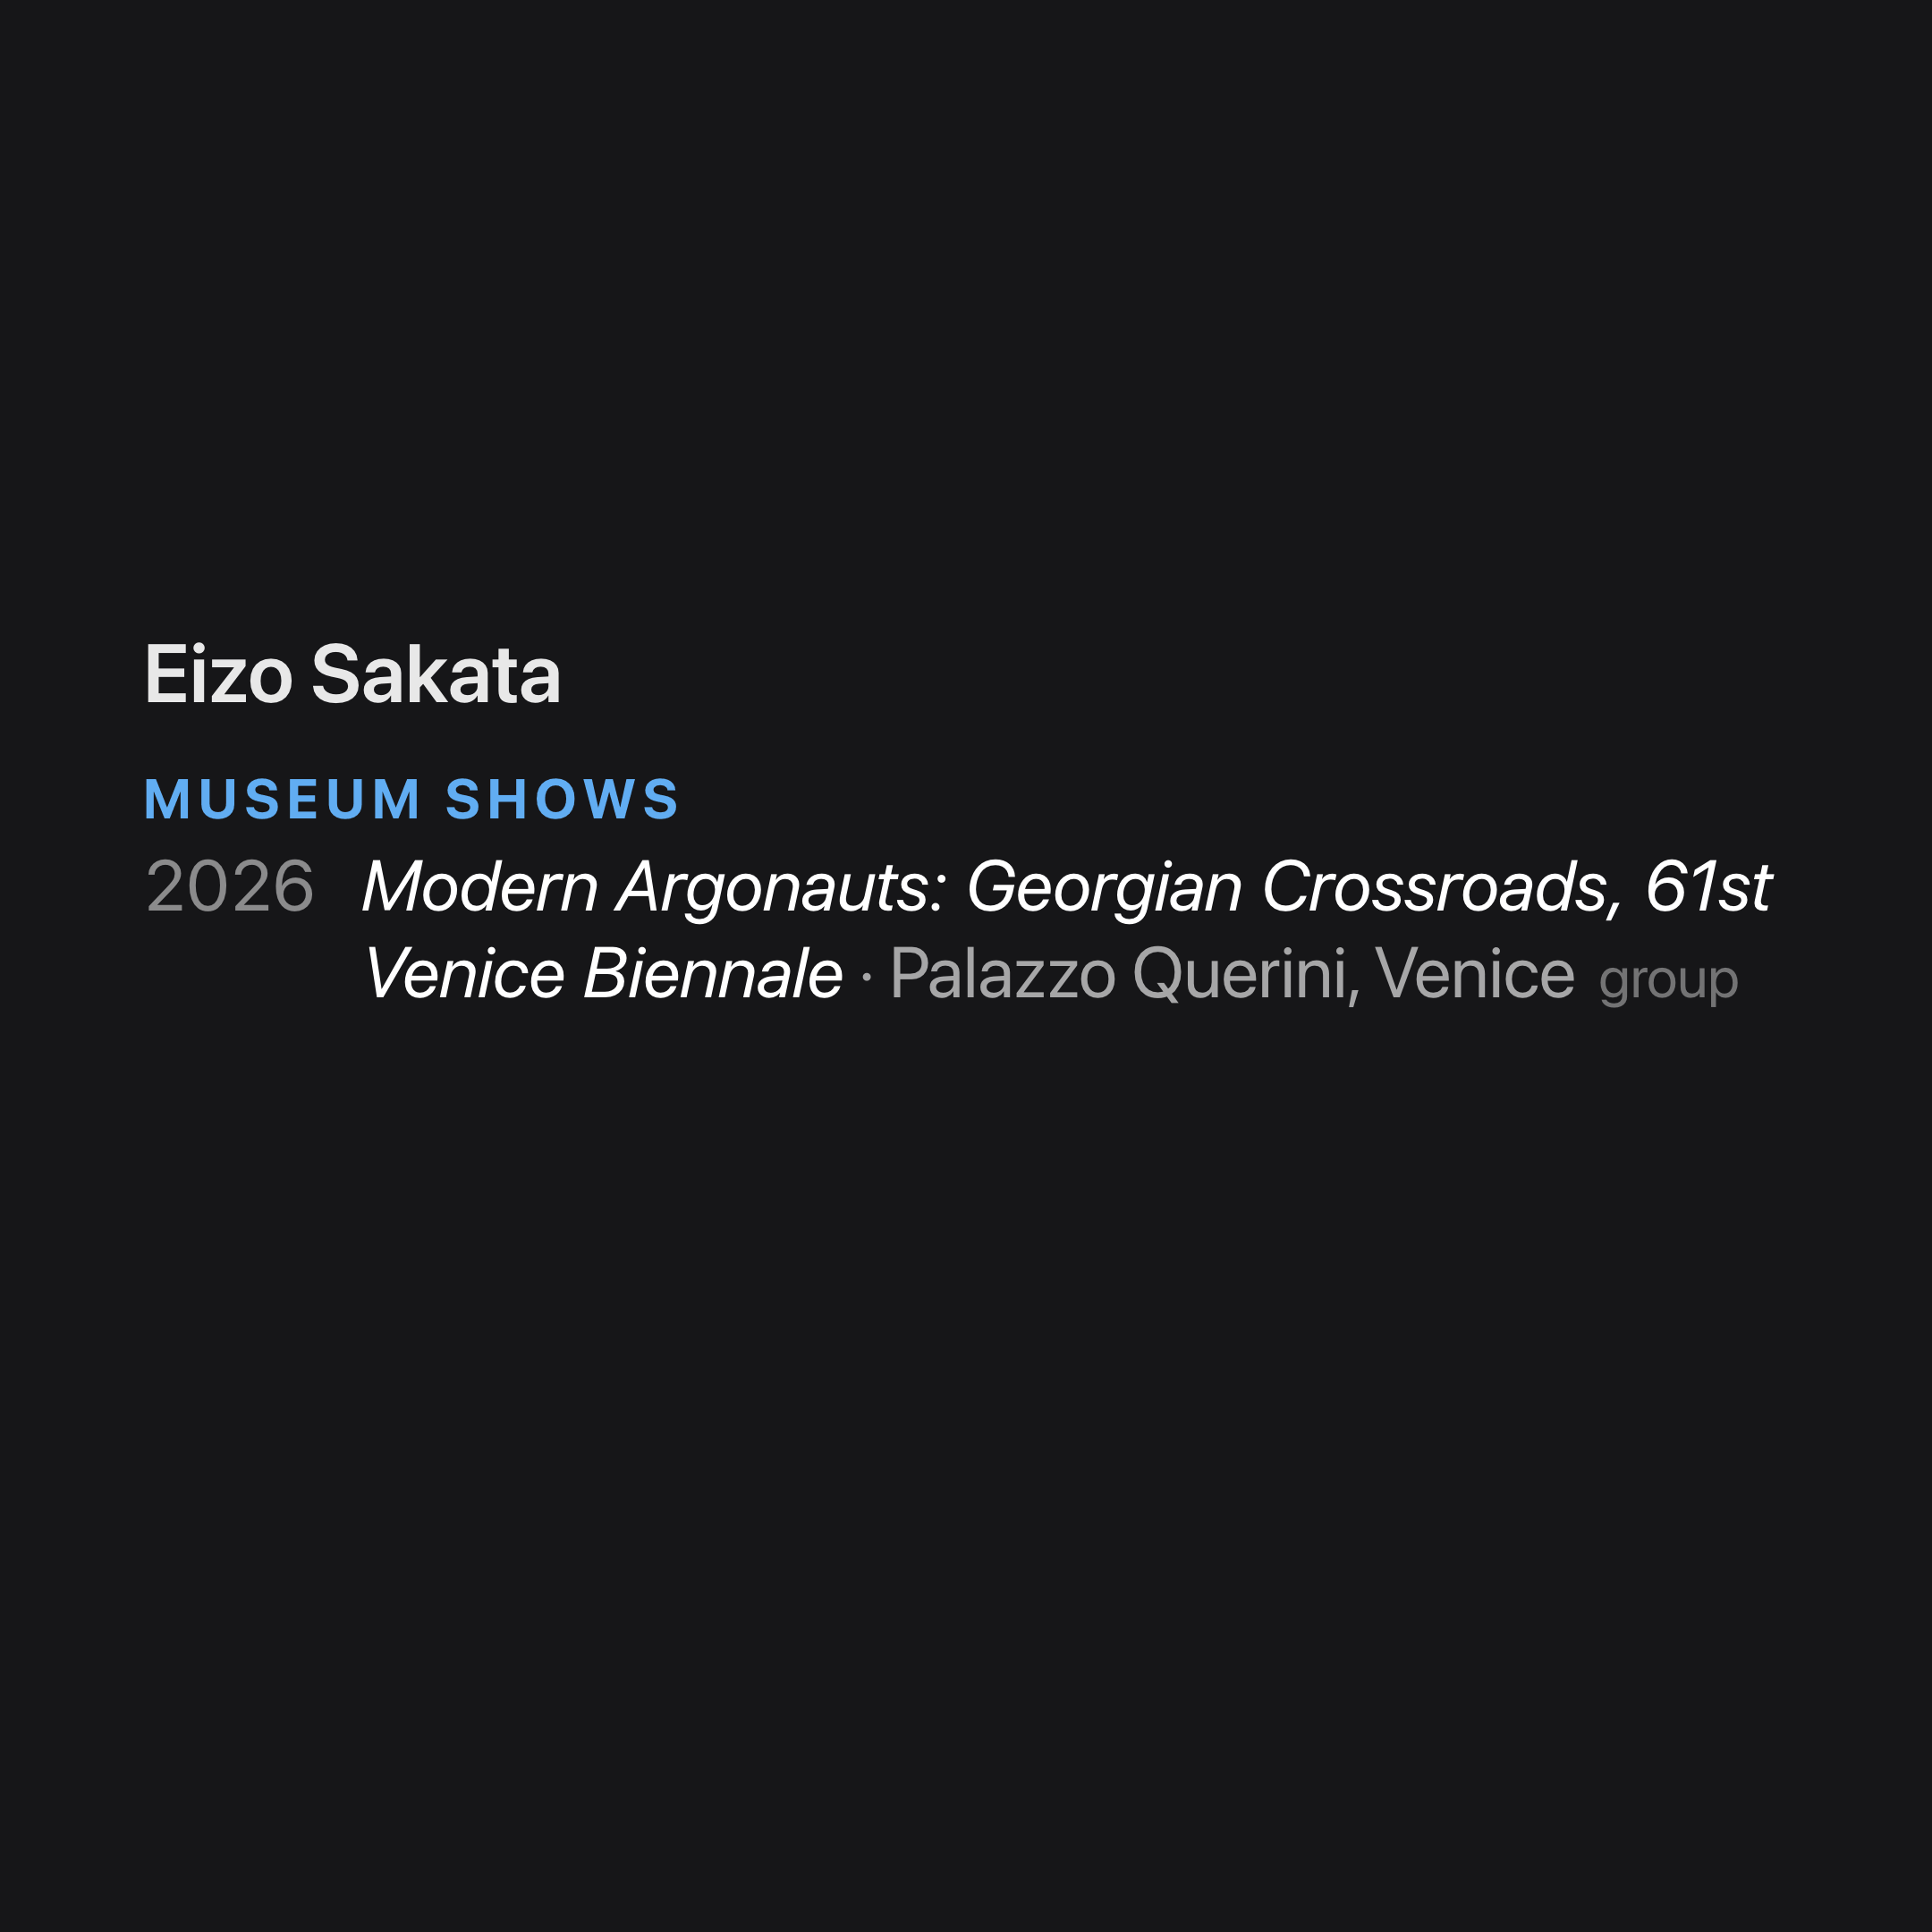 Eizo Sakata
MUSEUM SHOWS
2026 Modern Argonauts: Georgian Crossroads, 61st
Venice Biennale · Palazzo Querini, Venice group